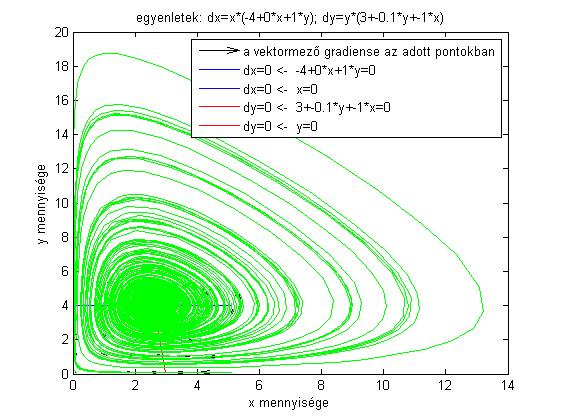 egyenletek: dx=x*(-4+0*x+1*y); dy=y*(3+-0.1*y+-1*x)
a vektormező gradiense az adott pontokban
dx=0 <- -4+0*x+1*y=0
dx=0 <- x=0
dy=0 <- 3+-0.1*y+-1*x=0
dy=0 <- y=0
20
18
16
14
12
10
8
6
4
2
0
y mennyisége
0 2 4 6 8 10 12 14
x mennyisége